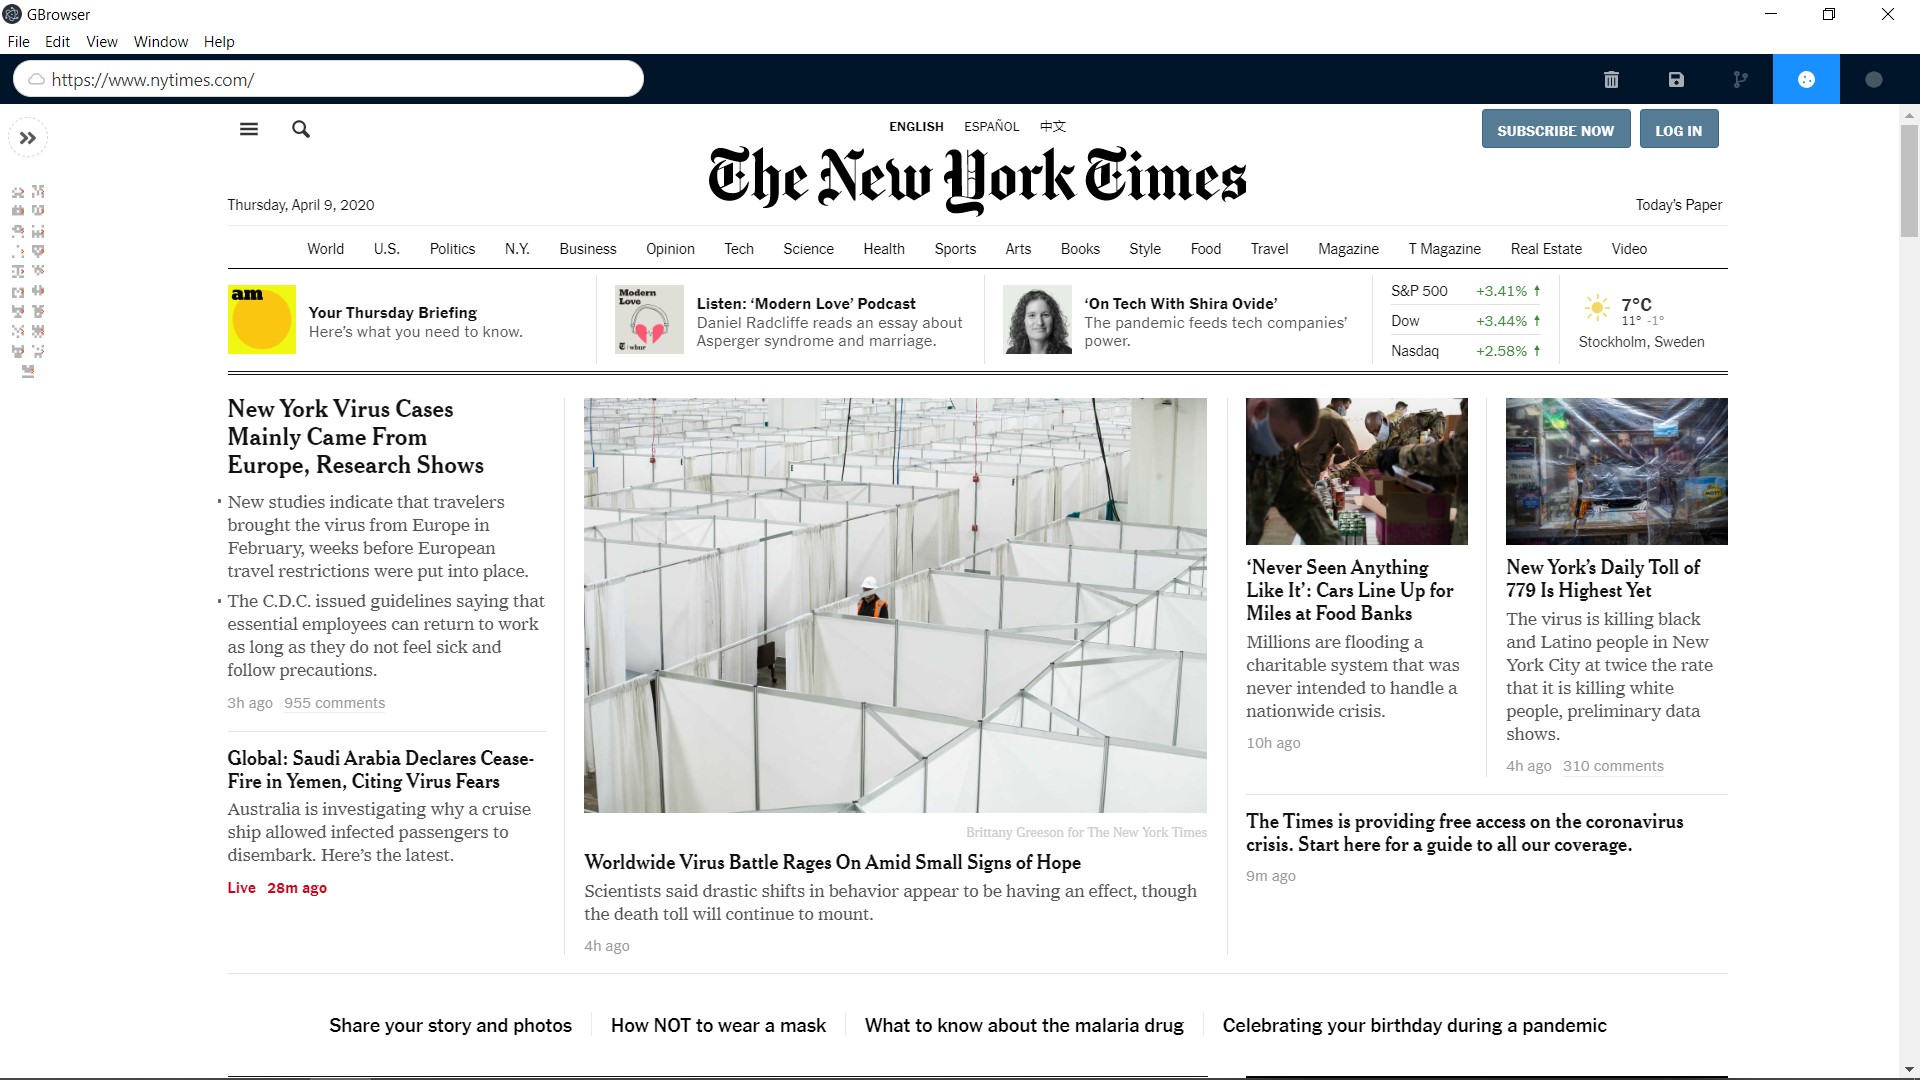 GBrowser
File Edit View Window Help
https://www.nytimes.com/
ENGLISH ESPAÑOL 中文
SUBSCRIBE NOW LOG IN
The New York Times
Thursday, April 9, 2020
Today's Paper
World U.S. Politics N.Y. Business Opinion Tech Science Health Sports Arts Books Style Food Travel Magazine T Magazine Real Estate Video
am
Your Thursday Briefing
Here's what you need to know.
Modern
Love
wbur
Listen: ‘Modern Love’ Podcast
Daniel Radcliffe reads an essay about
Asperger syndrome and marriage.
‘On Tech With Shira Ovide’
The pandemic feeds tech companies’
power.
S&P 500 +3.41%
Dow +3.44%
Nasdaq +2.58%
7°C
11° -1°
Stockholm, Sweden
New York Virus Cases
Mainly Came From
Europe, Research Shows
New studies indicate that travelers
brought the virus from Europe in
February, weeks before European
travel restrictions were put into place.
The C.D.C. issued guidelines saying that
essential employees can return to work
as long as they do not feel sick and
follow precautions.
3h ago 955 comments
Global: Saudi Arabia Declares Cease-
Fire in Yemen, Citing Virus Fears
Australia is investigating why a cruise
ship allowed infected passengers to
disembark. Here’s the latest.
Live 28m ago
Brittany Greeson for The New York Times
Worldwide Virus Battle Rages On Amid Small Signs of Hope
Scientists said drastic shifts in behavior appear to be having an effect, though
the death toll will continue to mount.
4h ago
‘Never Seen Anything
Like It’: Cars Line Up for
Miles at Food Banks
Millions are flooding a
charitable system that was
never intended to handle a
nationwide crisis.
10h ago
New York’s Daily Toll of
779 Is Highest Yet
The virus is killing black
and Latino people in New
York City at twice the rate
that it is killing white
people, preliminary data
shows.
4h ago 310 comments
The Times is providing free access on the coronavirus
crisis. Start here for a guide to all our coverage.
9m ago
Share your story and photos
How NOT to wear a mask
What to know about the malaria drug
Celebrating your birthday during a pandemic